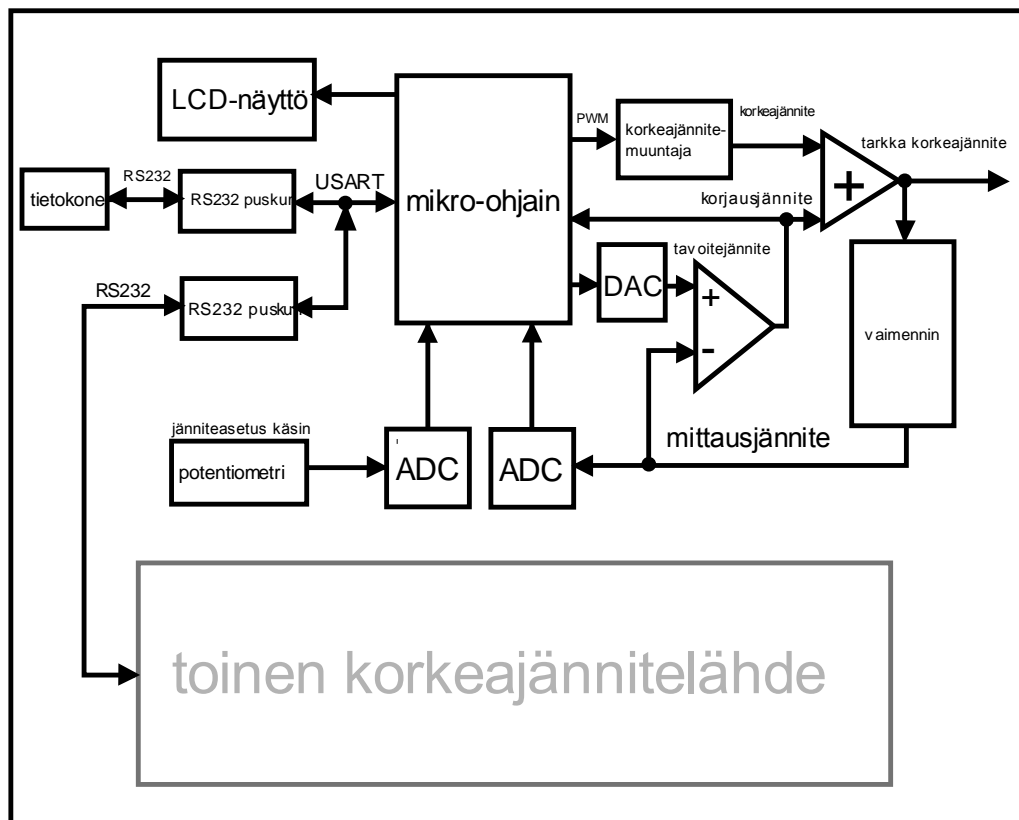 LCD-näyttö
PWM
korkeajännite-
muuntaja
korkeajännite
tarkka korkeajännite
+
tietokone
RS232
RS232 puskuri
USART
mikro-ohjain
korjausjännite
DAC
tavoitejännite
+
-
vaimennin
RS232
RS232 puskuri
jänniteasetus käsin
potentiometri
ADC
ADC
mittausjännite
toinen korkeajännitelähde